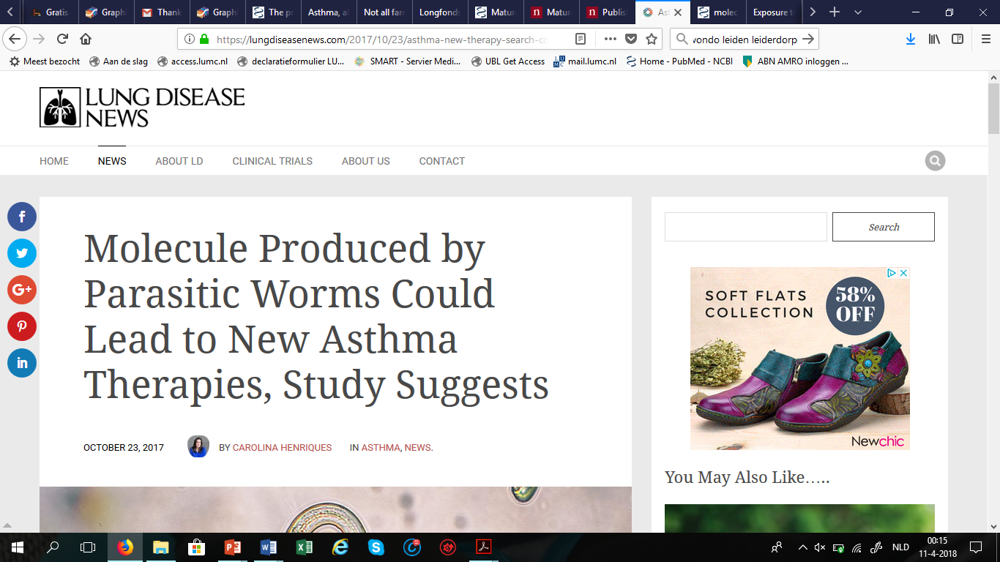 Gratis
Graph
Thank
Graph
The p
Asthma, a
Not all fam
Longfonds
Matur
Matur
Publis
As
molec
Exposure t
https://lungdiseasenews.com/2017/10/23/asthma-new-therapy-search-co
wondo leiden leiderdorp
Meest bezocht
Aan de slag
access.lumc.nl
declaratieformulier LU...
SMART - Servier Medi...
UBL Get Access
mail.lumc.nl
Home - PubMed - NCBI
ABN AMRO inloggen ...
LUNG DISEASE
NEWS
HOME NEWS ABOUT LD CLINICAL TRIALS ABOUT US CONTACT
Molecule Produced by
Parasitic Worms Could
Lead to New Asthma
Therapies, Study Suggests
OCTOBER 23, 2017 BY CAROLINA HENRIQUES IN ASTHMA, NEWS.
Search
SOFT FLATS
COLLECTION
58%
OFF
Newchic
You May Also Like.....
NLD
00:15
11-4-2018